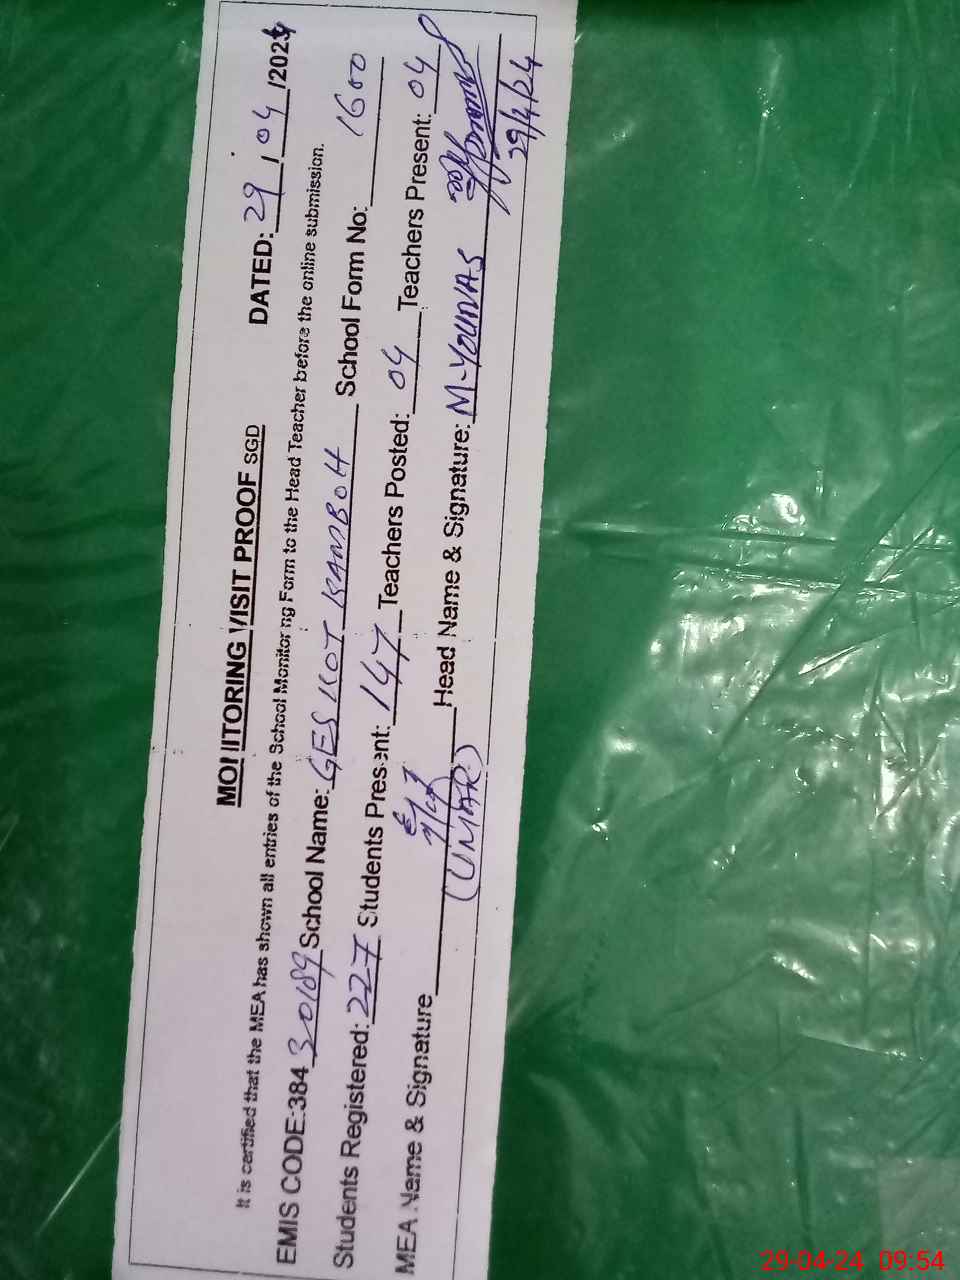 MONITORING VISIT PROOF SGD
DATED: 29/04/2024
It is certified that the MEA has shown all entries of the School Monitoring Form to the Head Teacher before the online submission.
EMIS CODE:384 30189 School Name: GES KOT KAMBOH School Form No: 1600
Students Registered: 227 Students Present: 147 Teachers Posted: 04 Teachers Present: 04
MEA Name & Signature (UMAR) Head Name & Signature: M-YOUNAS
29/4/24
29-04-24 09:54